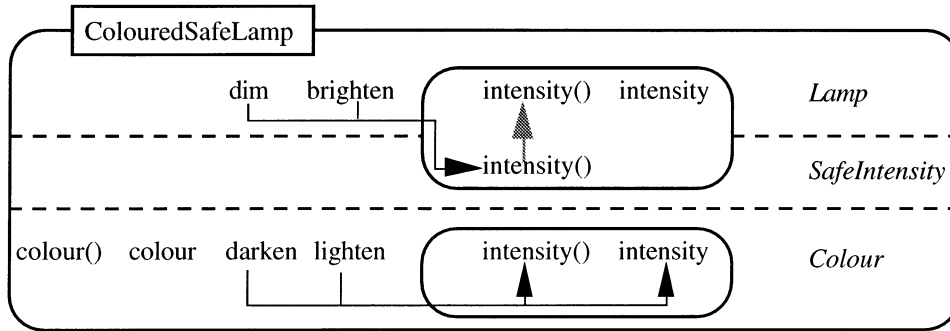 ColouredSafeLamp
dim brighten intensity() intensity Lamp
intensity() SafeIntensity
colour() colour darken lighten intensity() intensity Colour